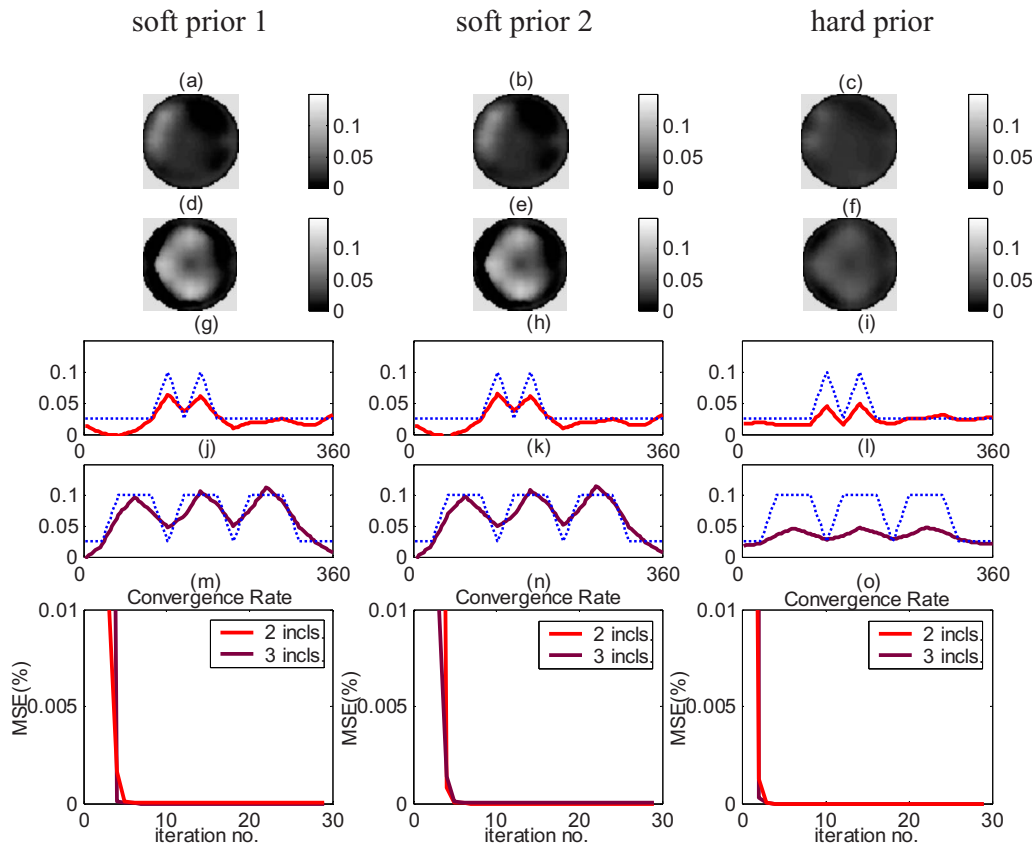 soft prior 1 soft prior 2 hard prior
(a) (b) (c)
0.1 0.1 0.1
0.05 0.05 0.05
0 0 0
(d) (e) (f)
0.1 0.1 0.1
0.05 0.05 0.05
0 0 0
(g) (h) (i)
0.1 0.1 0.1
0.05 0.05 0.05
0 0 0
0 360 0 360 0 360
(j) (k) (l)
0.1 0.1 0.1
0.05 0.05 0.05
0 0 0
0 360 0 360 0 360
(m) (n) (o)
Convergence Rate Convergence Rate Convergence Rate
0.01 0.01 0.01
2 incls. 2 incls. 2 incls.
3 incls. 3 incls. 3 incls.
MSE(%) MSE(%) MSE(%)
0.005 0.005 0.005
0 0 0
0 10 20 30 0 10 20 30 0 10 20 30
iteration no. iteration no. iteration no.